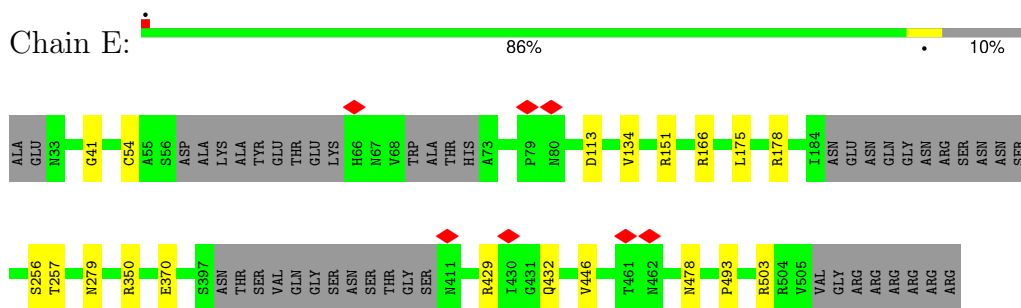 Chain E:
•
86%
•
10%
ALA GLU N33 G41 C54 A55 S56 ASP ALA LYS ALA TYR GLU THR GLU LYS H66 N67 V68 TRP ALA THR HIS A73 P79 N80 D113 V134 R151 R166 L175 R178 I184 ASN GLU ASN GLN GLY ASN ARG SER ASN ASN SER
S256 T257 N279 R350 E370 S397 ASN THR SER VAL GLN GLY SER ASN SER THR GLY SER N411 R429 I430 G431 Q432 V446 T461 N462 N478 P493 R503 R504 V505 VAL GLY ARG ARG ARG ARG ARG ARG